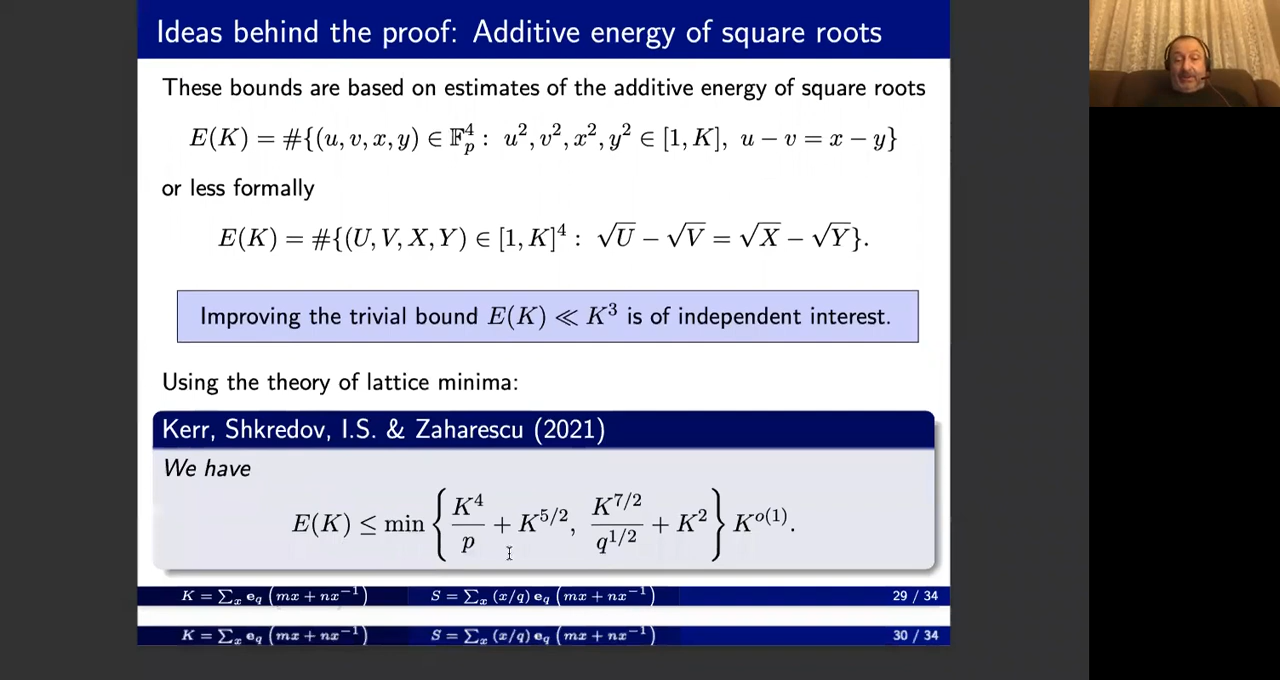 Ideas behind the proof: Additive energy of square roots
These bounds are based on estimates of the additive energy of square roots
E(K) = #{(u, v, x, y) ∈ 𝔽_p^4 : u^2, v^2, x^2, y^2 ∈ [1, K], u − v = x − y}
or less formally
E(K) = #{(U, V, X, Y) ∈ [1, K]^4 : √U − √V = √X − √Y}.
Improving the trivial bound E(K) ≪ K^3 is of independent interest.
Using the theory of lattice minima:
Kerr, Shkredov, I.S. & Zaharescu (2021)
We have
E(K) ≤ min {K^4/p + K^{5/2}, K^{7/2}/q^{1/2} + K^2} K^{o(1)}.
K = ∑_x e_q (mx + nx^{−1}) S = ∑_x (x/q) e_q (mx + nx^{−1}) 29 / 34
K = ∑_x e_q (mx + nx^{−1}) S = ∑_x (x/q) e_q (mx + nx^{−1}) 30 / 34